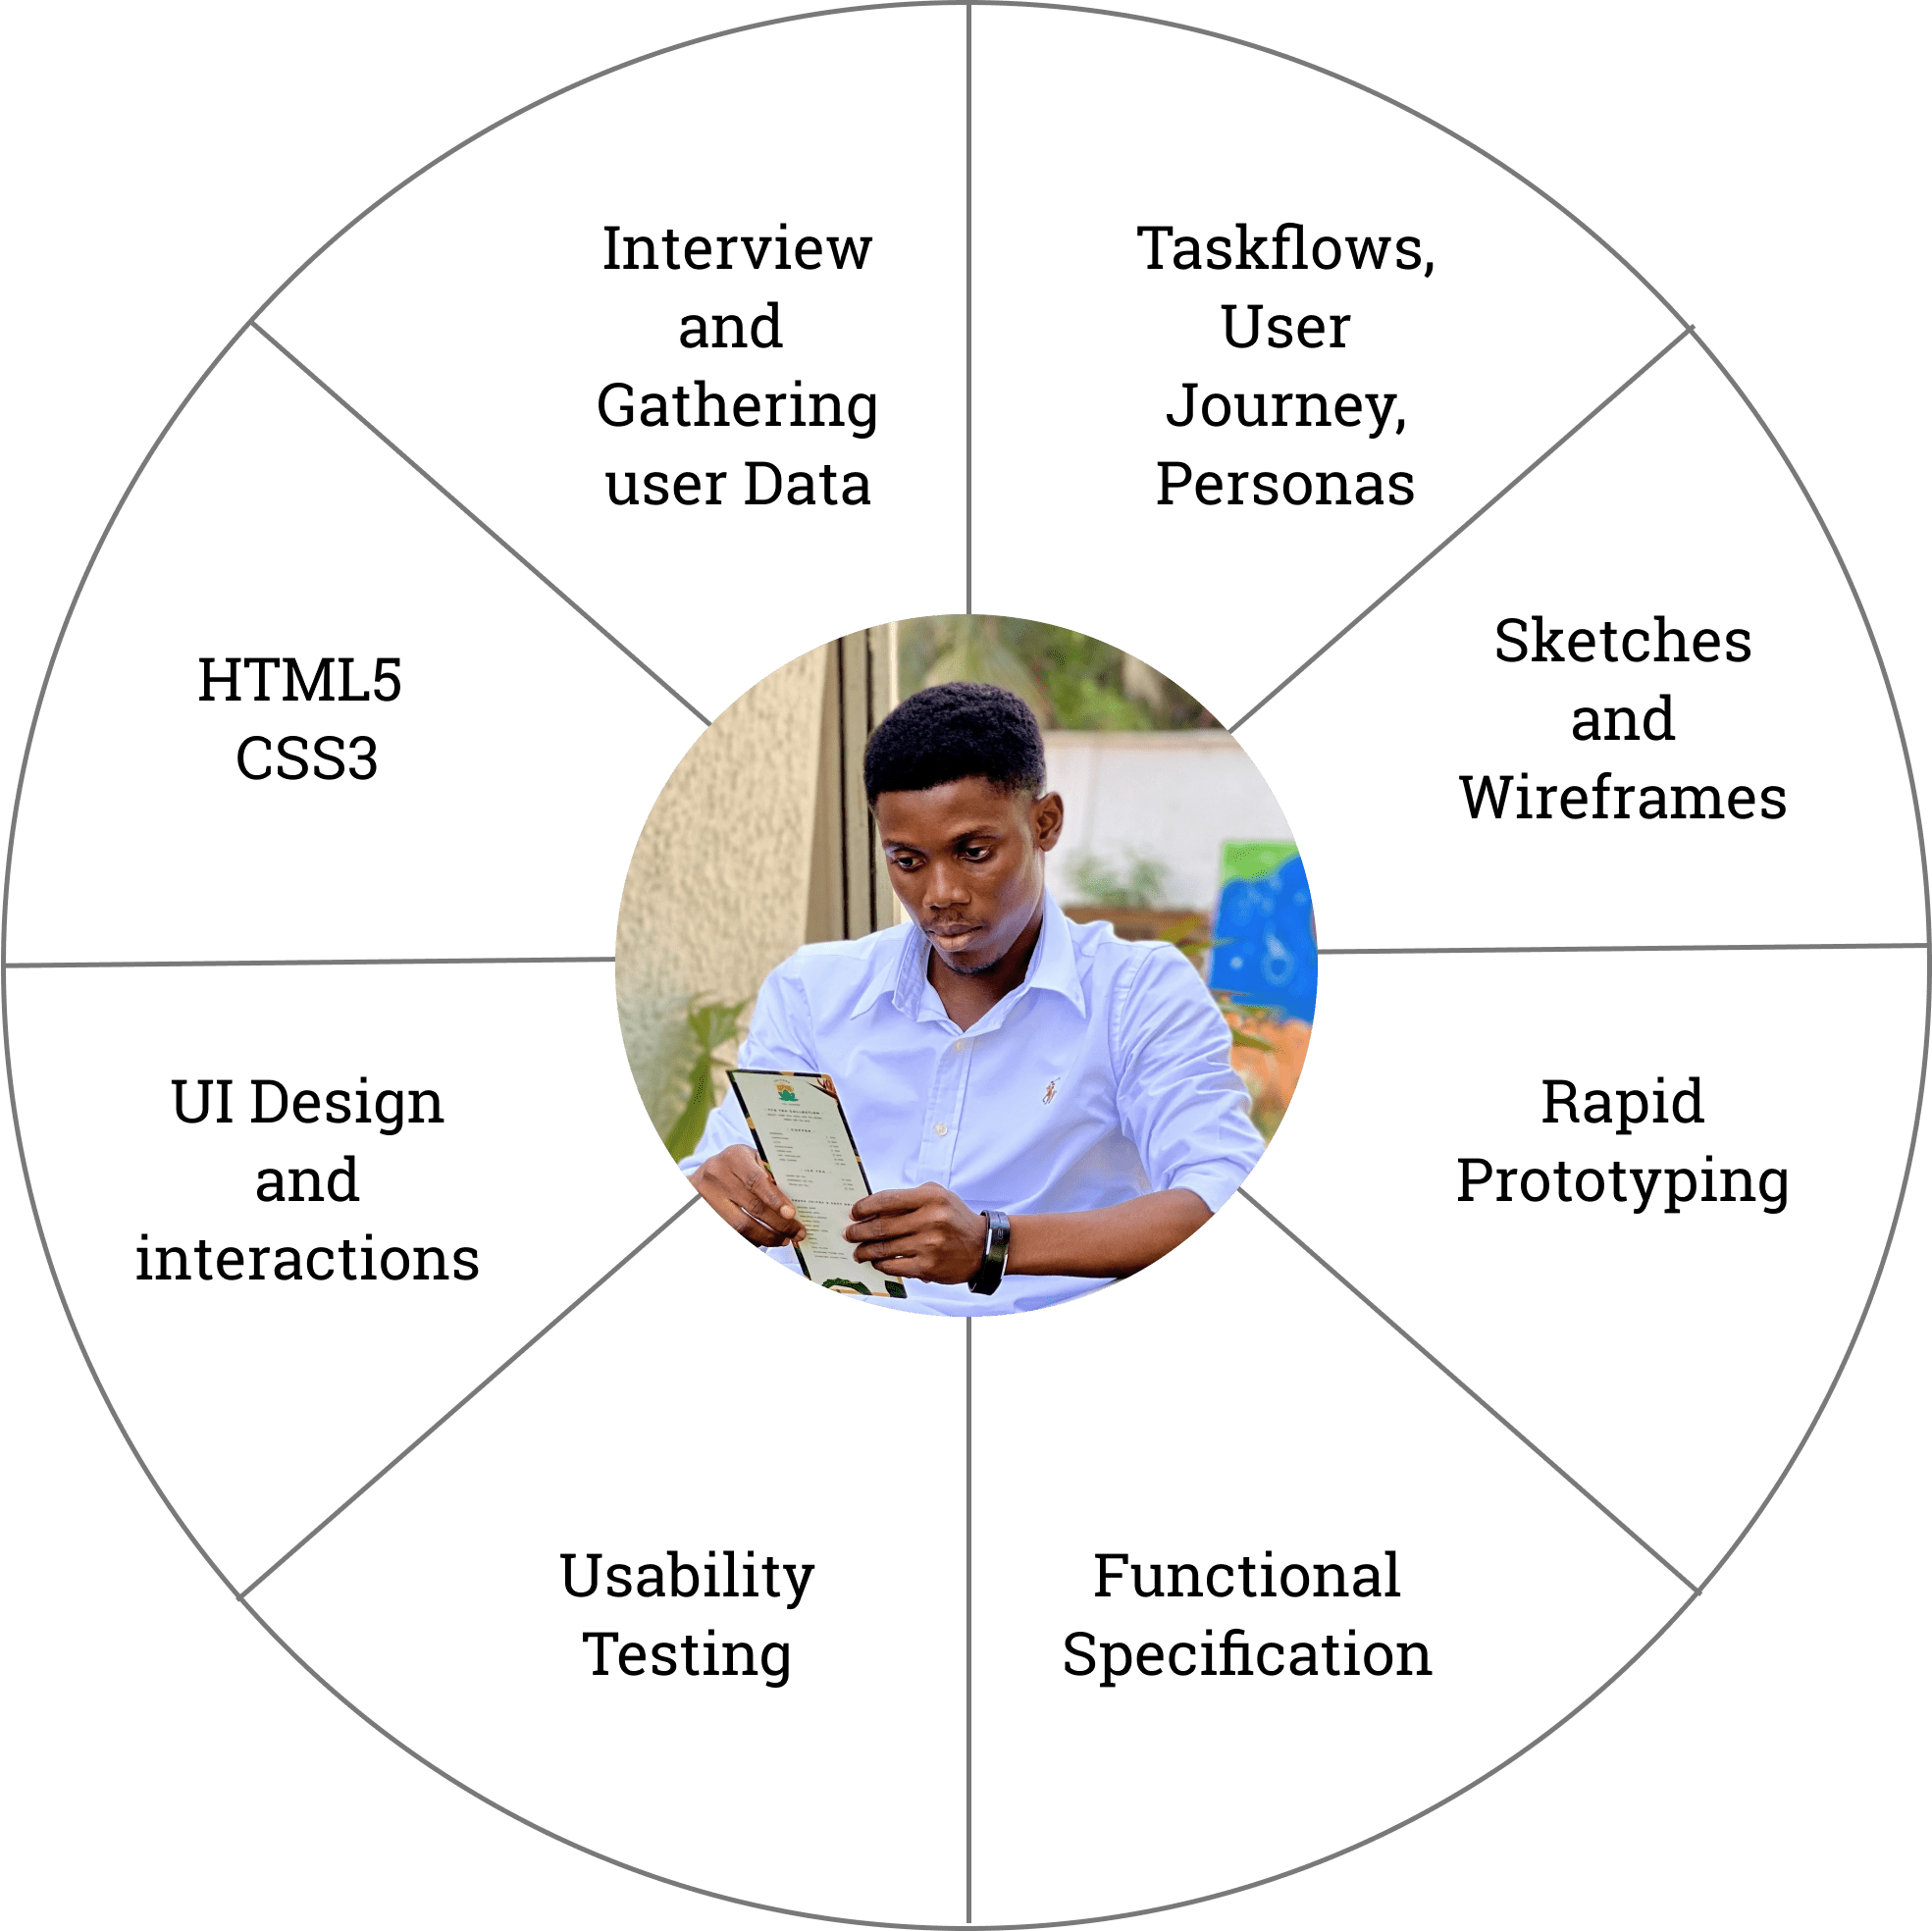 Interview
and
Gathering
user Data
Taskflows,
User
Journey,
Personas
Sketches
and
Wireframes
Rapid
Prototyping
Functional
Specification
Usability
Testing
UI Design
and
interactions
HTML5
CSS3